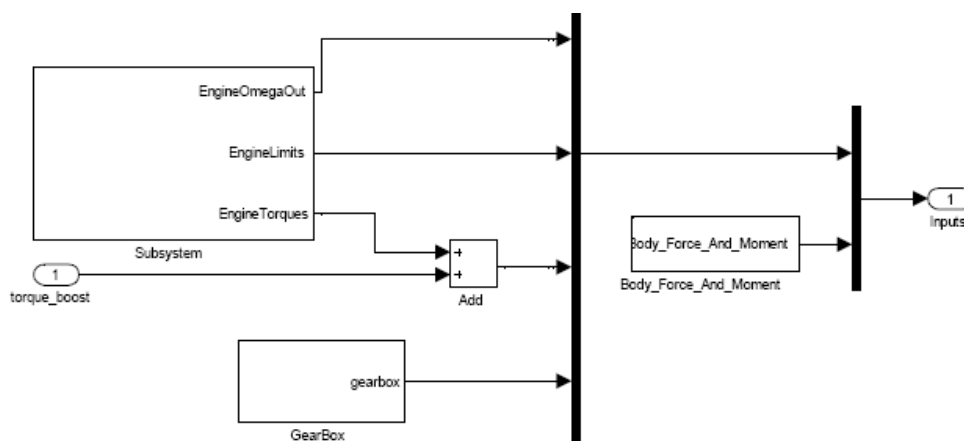 EngineOmegaOut
EngineLimits
EngineTorques
Subsystem
1
torque_boost
+
+
Add
gearbox
GearBox
Body_Force_And_Moment
Body_Force_And_Moment
1
Inputs